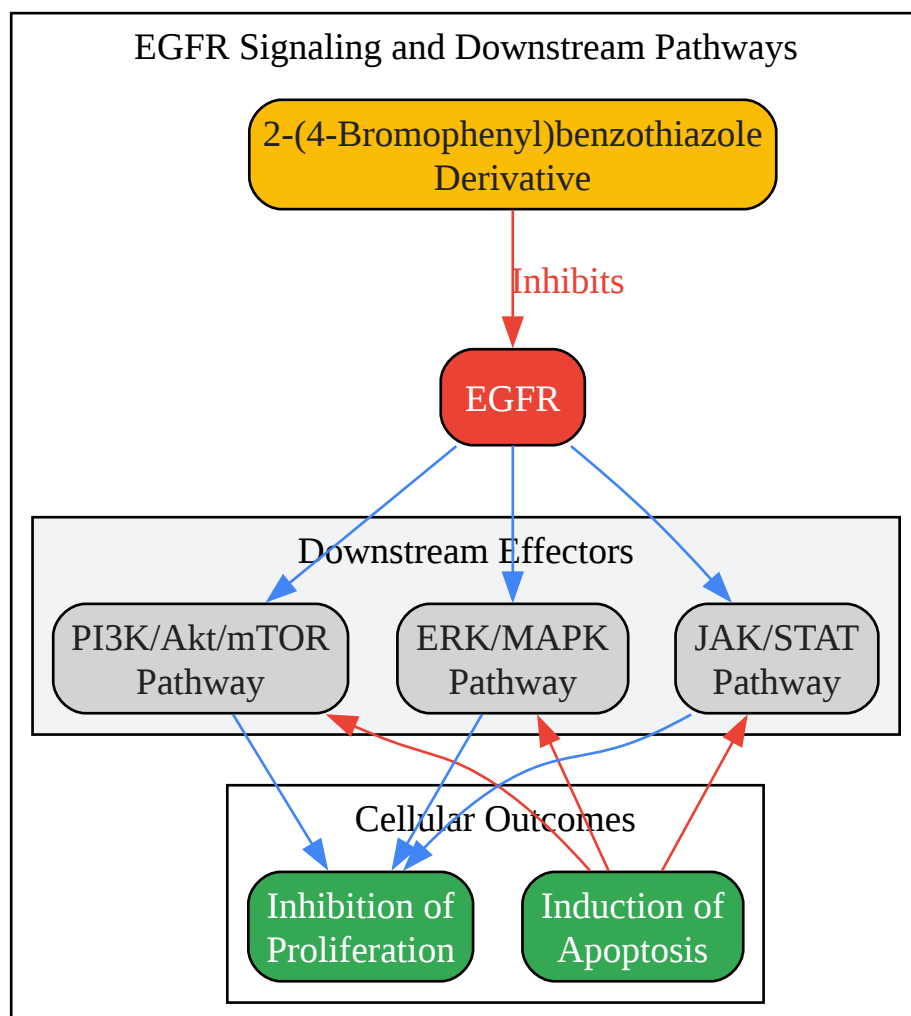 EGFR Signaling and Downstream Pathways
2-(4-Bromophenyl)benzothiazole
Derivative
Inhibits
EGFR
Downstream Effectors
PI3K/Akt/mTOR
Pathway
ERK/MAPK
Pathway
JAK/STAT
Pathway
Cellular Outcomes
Inhibition of
Proliferation
Induction of
Apoptosis